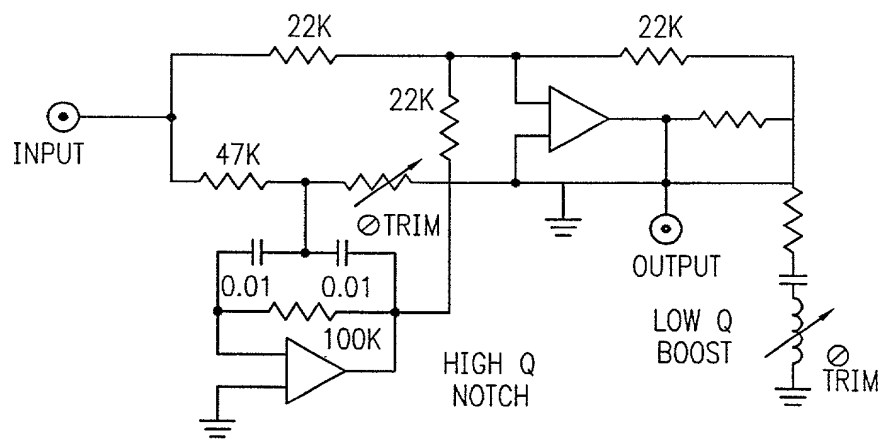 22K
22K
22K
INPUT
47K
⌀ TRIM
OUTPUT
0.01
0.01
100K
LOW Q
BOOST
HIGH Q
NOTCH
⌀
TRIM